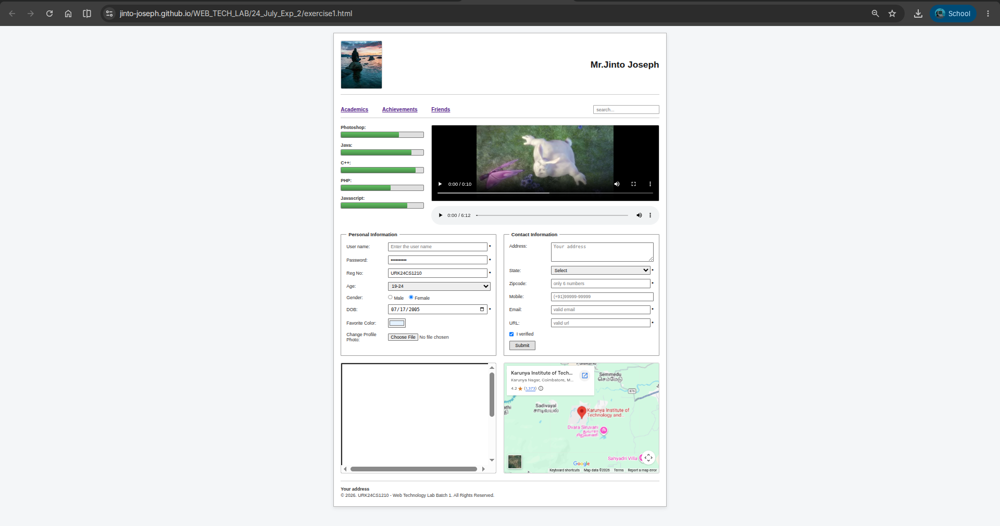 jinto-joseph.github.io/WEB_TECH_LAB/24_July_Exp_2/exercise1.html
School
Mr.Jinto Joseph
Academics Achievements Friends search...
Photoshop:
Java:
C++:
PHP:
Javascript:
0:00 / 0:10
0:00 / 6:12
Personal Information
User name: Enter the user name *
Password: •••••••••• *
Reg No: URK24CS1210 *
Age: 19-24
Gender: Male Female
DOB: 07/17/2005 *
Favorite Color:
Change Profile
Photo:
Choose File No file chosen
Contact Information
Address: Your address
State: Select *
Zipcode: only 6 numbers *
Mobile: (+91)99999-99999
Email: valid email *
URL: valid url *
I verified
Submit
Karunya Institute of Tech...
Karunya Nagar, Coimbatore, M...
4.2 (1,373)
Semmedu
செம்மேடு
Sadivayal
சாடிவயல்
Karunya Institute of
Technology and...
Dvara Siruvani
துவாரா
சிறுவாணி
Sahyadri Villa
Google
Keyboard shortcuts Map data ©2026 Terms Report a map error
Your address
© 2026. URK24CS1210 - Web Technology Lab Batch 1. All Rights Reserved.